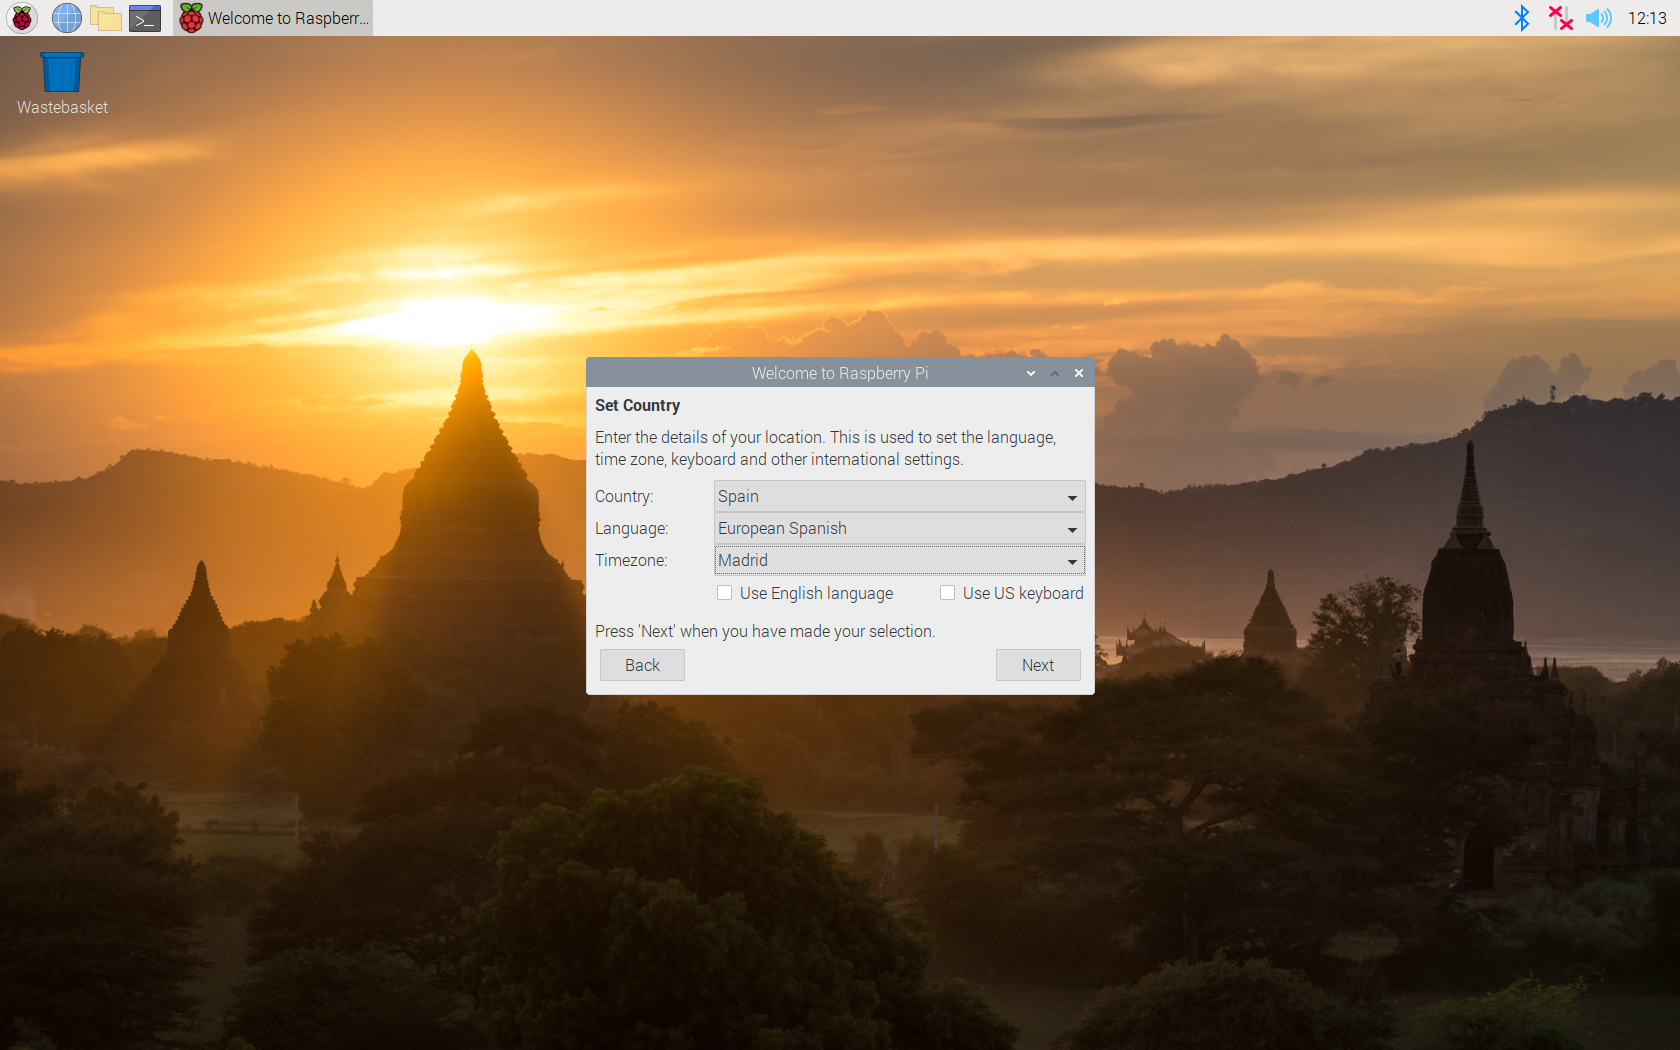 Welcome to Raspberr...
12:13
Wastebasket
Welcome to Raspberry Pi
Set Country
Enter the details of your location. This is used to set the language,
time zone, keyboard and other international settings.
Country: Spain
Language: European Spanish
Timezone: Madrid
Use English language Use US keyboard
Press 'Next' when you have made your selection.
Back Next